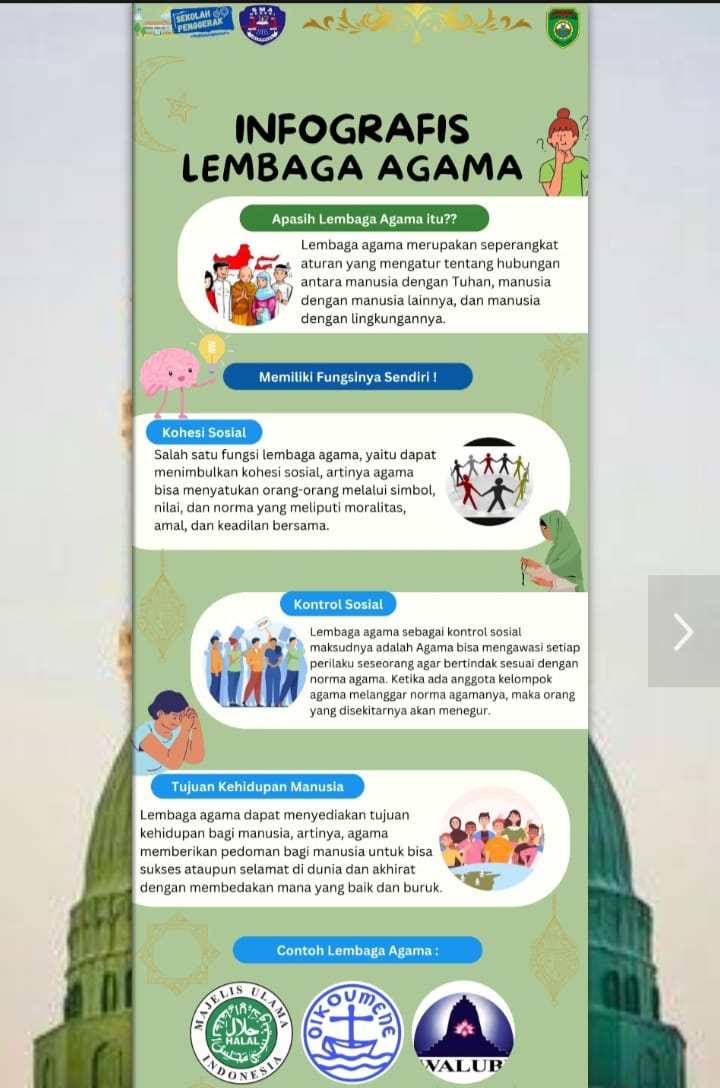 SEKOLAH
PENGGERAK
SMA
INFOGRAFIS
LEMBAGA AGAMA
Apasih Lembaga Agama itu??
Lembaga agama merupakan seperangkat
aturan yang mengatur tentang hubungan
antara manusia dengan Tuhan, manusia
dengan manusia lainnya, dan manusia
dengan lingkungannya.
Memiliki Fungsinya Sendiri !
Kohesi Sosial
Salah satu fungsi lembaga agama, yaitu dapat
menimbulkan kohesi sosial, artinya agama
bisa menyatukan orang-orang melalui simbol,
nilai, dan norma yang meliputi moralitas,
amal, dan keadilan bersama.
Kontrol Sosial
STOP
Lembaga agama sebagai kontrol sosial
maksudnya adalah Agama bisa mengawasi setiap
perilaku seseorang agar bertindak sesuai dengan
norma agama. Ketika ada anggota kelompok
agama melanggar norma agamanya, maka orang
yang disekitarnya akan menegur.
Tujuan Kehidupan Manusia
Lembaga agama dapat menyediakan tujuan
kehidupan bagi manusia, artinya, agama
memberikan pedoman bagi manusia untuk bisa
sukses ataupun selamat di dunia dan akhirat
dengan membedakan mana yang baik dan buruk.
Contoh Lembaga Agama :
MAJELIS ULAMA
حلال
HALAL
INDONESIA
OIKOUMENE
WALUBI